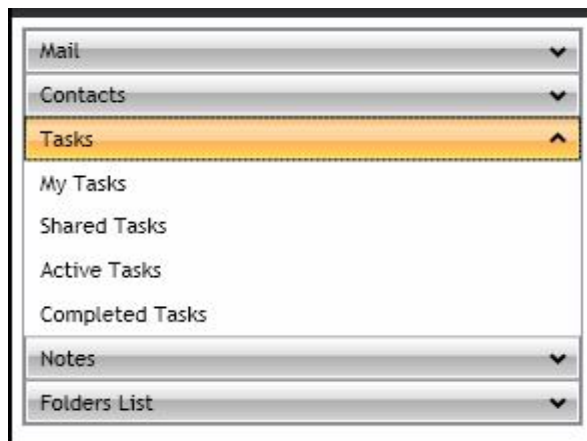 Mail
Contacts
Tasks
My Tasks
Shared Tasks
Active Tasks
Completed Tasks
Notes
Folders List